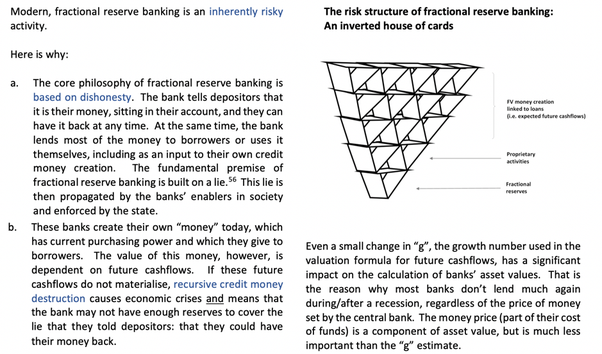 Modern, fractional reserve banking is an inherently risky
activity.
Here is why:
a. The core philosophy of fractional reserve banking is
based on dishonesty. The bank tells depositors that
it is their money, sitting in their account, and they can
have it back at any time. At the same time, the bank
lends most of the money to borrowers or uses it
themselves, including as an input to their own credit
money creation. The fundamental premise of
fractional reserve banking is built on a lie.56 This lie is
then propagated by the banks’ enablers in society
and enforced by the state.
b. These banks create their own “money” today, which
has current purchasing power and which they give to
borrowers. The value of this money, however, is
dependent on future cashflows. If these future
cashflows do not materialise, recursive credit money
destruction causes economic crises and means that
the bank may not have enough reserves to cover the
lie that they told depositors: that they could have
their money back.
The risk structure of fractional reserve banking:
An inverted house of cards
FV money creation
linked to loans
(i.e. expected future cashflows)
Proprietary
activities
Fractional
reserves
Even a small change in “g”, the growth number used in the
valuation formula for future cashflows, has a significant
impact on the calculation of banks’ asset values. That is
the reason why most banks don’t lend much again
during/after a recession, regardless of the price of money
set by the central bank. The money price (part of their cost
of funds) is a component of asset value, but is much less
important than the “g” estimate.